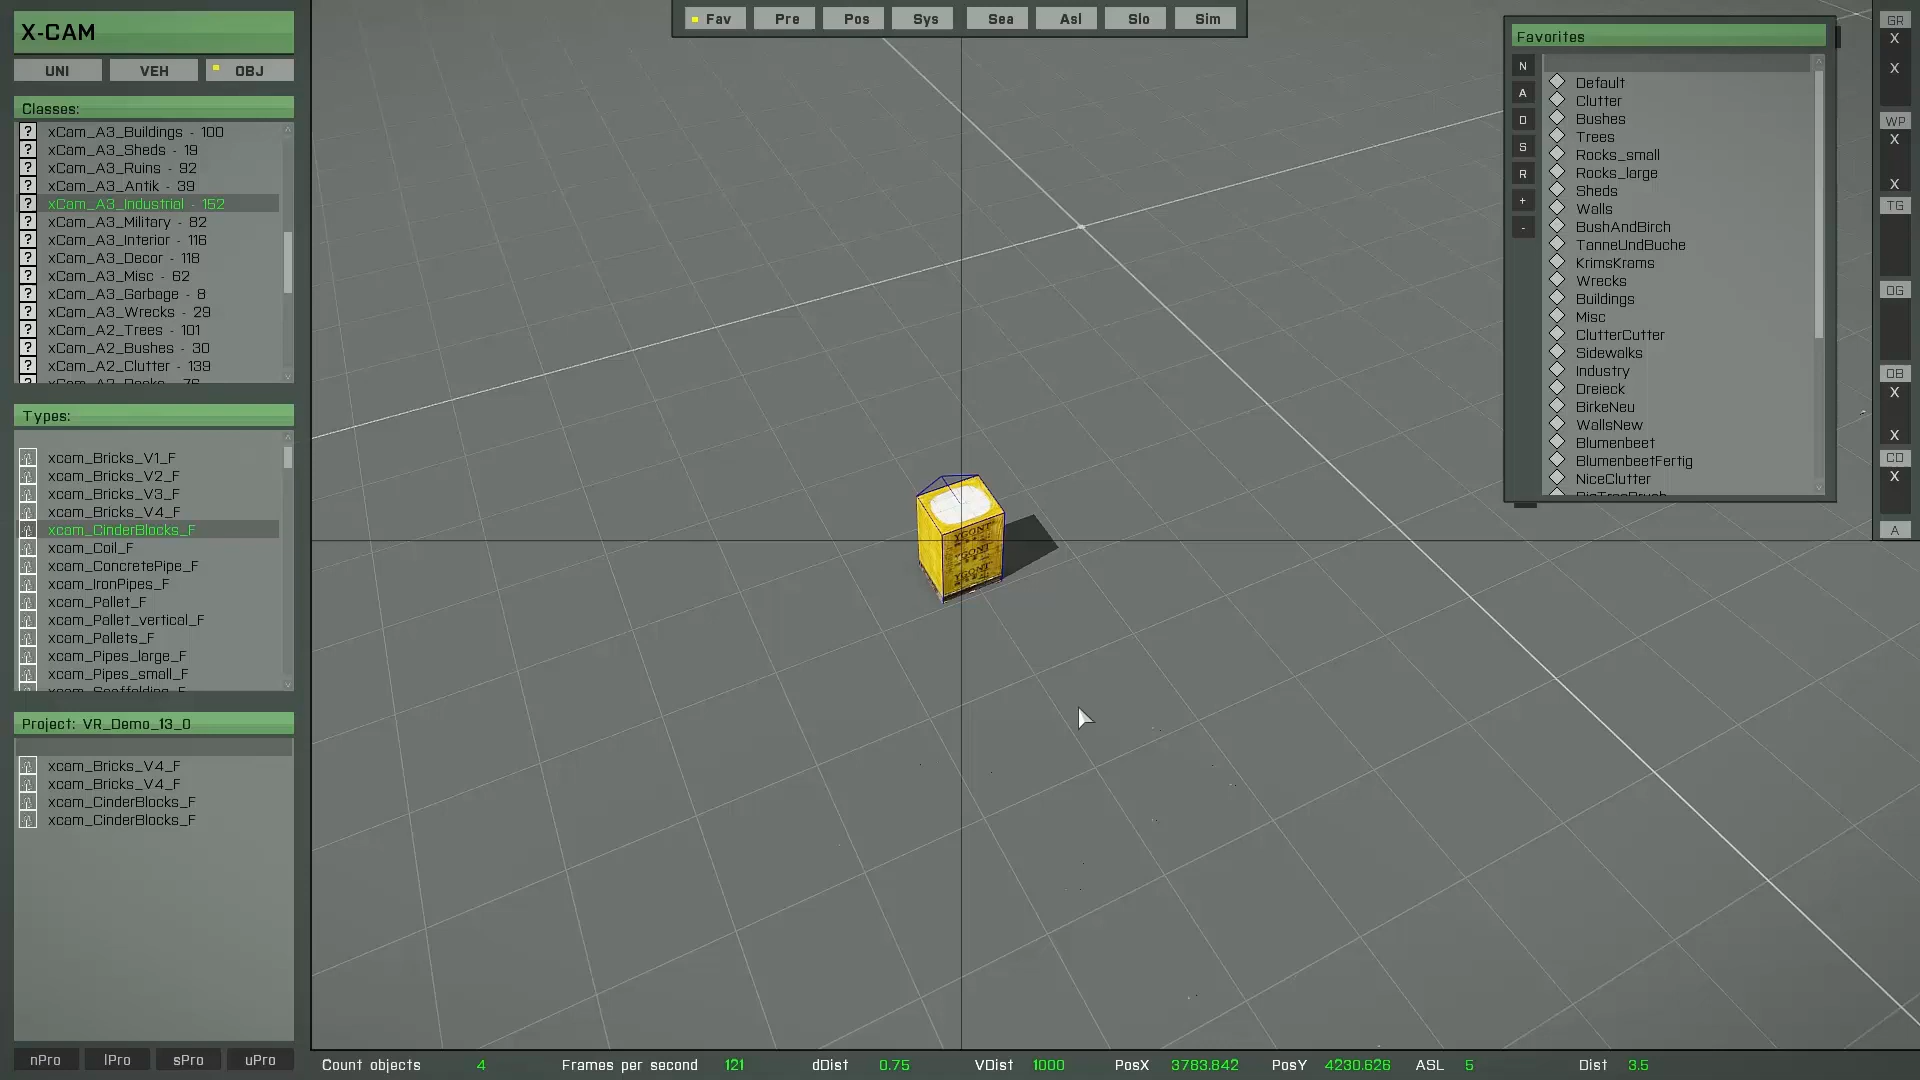 X-CAM
UNI VEH OBJ
Classes:
? xCam_A3_Buildings - 100
? xCam_A3_Sheds - 19
? xCam_A3_Ruins - 92
? xCam_A3_Antik - 39
? xCam_A3_Industrial - 152
? xCam_A3_Military - 82
? xCam_A3_Interior - 116
? xCam_A3_Decor - 118
? xCam_A3_Misc - 62
? xCam_A3_Garbage - 8
? xCam_A3_Wrecks - 29
? xCam_A2_Trees - 101
? xCam_A2_Bushes - 30
? xCam_A2_Clutter - 139
Types:
xcam_Bricks_V1_F
xcam_Bricks_V2_F
xcam_Bricks_V3_F
xcam_Bricks_V4_F
xcam_CinderBlocks_F
xcam_Coil_F
xcam_ConcretePipe_F
xcam_IronPipes_F
xcam_Pallet_F
xcam_Pallet_vertical_F
xcam_Pallets_F
xcam_Pipes_large_F
xcam_Pipes_small_F
Project: VR_Demo_13_0
xcam_Bricks_V4_F
xcam_Bricks_V4_F
xcam_CinderBlocks_F
xcam_CinderBlocks_F
nPro lPro sPro uPro
Fav Pre Pos Sys Sea Asl Slo Sim
YGONT
YGONT
YGONT
Favorites
N
A
D
S
R
+
-
Default
Clutter
Bushes
Trees
Rocks_small
Rocks_large
Sheds
Walls
BushAndBirch
TanneUndBuche
KrimsKrams
Wrecks
Buildings
Misc
ClutterCutter
Sidewalks
Industry
Dreieck
BirkeNeu
WallsNew
Blumenbeet
BlumenbeetFertig
NiceClutter
GR
X
X
WP
X
X
TG
OG
OB
X
X
CO
X
A
Count objects 4 Frames per second 121 dDist 0.75 VDist 1000 PosX 3783.842 PosY 4230.626 ASL 5 Dist 3.5